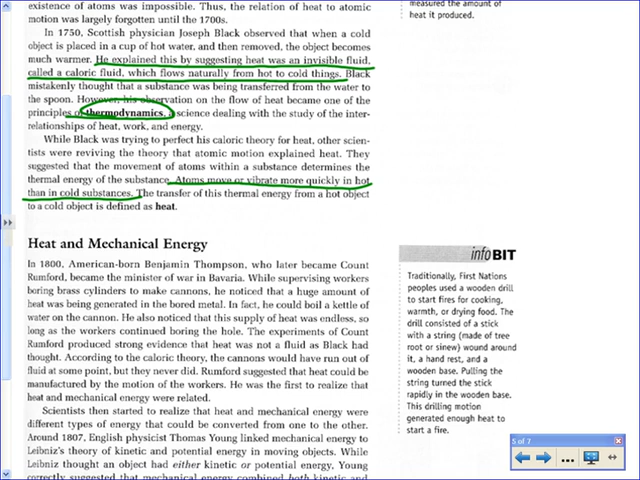 existence of atoms was impossible. Thus, the relation of heat to atomic
motion was largely forgotten until the 1700s.
In 1750, Scottish physician Joseph Black observed that when a cold
object is placed in a cup of hot water, and then removed, the object becomes
much warmer. He explained this by suggesting heat was an invisible fluid,
called a caloric fluid, which flows naturally from hot to cold things. Black
mistakenly thought that a substance was being transferred from the water to
the spoon. However, his observation on the flow of heat became one of the
principles of thermodynamics, a science dealing with the study of the inter-
relationships of heat, work, and energy.
While Black was trying to perfect his caloric theory for heat, other scien-
tists were reviving the theory that atomic motion explained heat. They
suggested that the movement of atoms within a substance determines the
thermal energy of the substance. Atoms move or vibrate more quickly in hot
than in cold substances. The transfer of this thermal energy from a hot object
to a cold object is defined as heat.
Heat and Mechanical Energy
In 1800, American-born Benjamin Thompson, who later became Count
Rumford, became the minister of war in Bavaria. While supervising workers
boring brass cylinders to make cannons, he noticed that a huge amount of
heat was being generated in the bored metal. In fact, he could boil a kettle of
water on the cannon. He also noticed that this supply of heat was endless, so
long as the workers continued boring the hole. The experiments of Count
Rumford produced strong evidence that heat was not a fluid as Black had
thought. According to the caloric theory, the cannons would have run out of
fluid at some point, but they never did. Rumford suggested that heat could be
manufactured by the motion of the workers. He was the first to realize that
heat and mechanical energy were related.
Scientists then started to realize that heat and mechanical energy were
different types of energy that could be converted from one to the other.
Around 1807, English physicist Thomas Young linked mechanical energy to
Leibniz's theory of kinetic and potential energy in moving objects. While
Leibniz thought an object had either kinetic or potential energy, Young
correctly suggested that mechanical energy combined both kinetic and
measured the amount of
heat it produced.
infoBIT
Traditionally, First Nations
peoples used a wooden drill
to start fires for cooking,
warmth, or drying food. The
drill consisted of a stick
with a string (made of tree
root or sinew) wound around
it, a hand rest, and a
wooden base. Pulling the
string turned the stick
rapidly in the wooden base.
This drilling motion
generated enough heat to
start a fire.
5 of 7